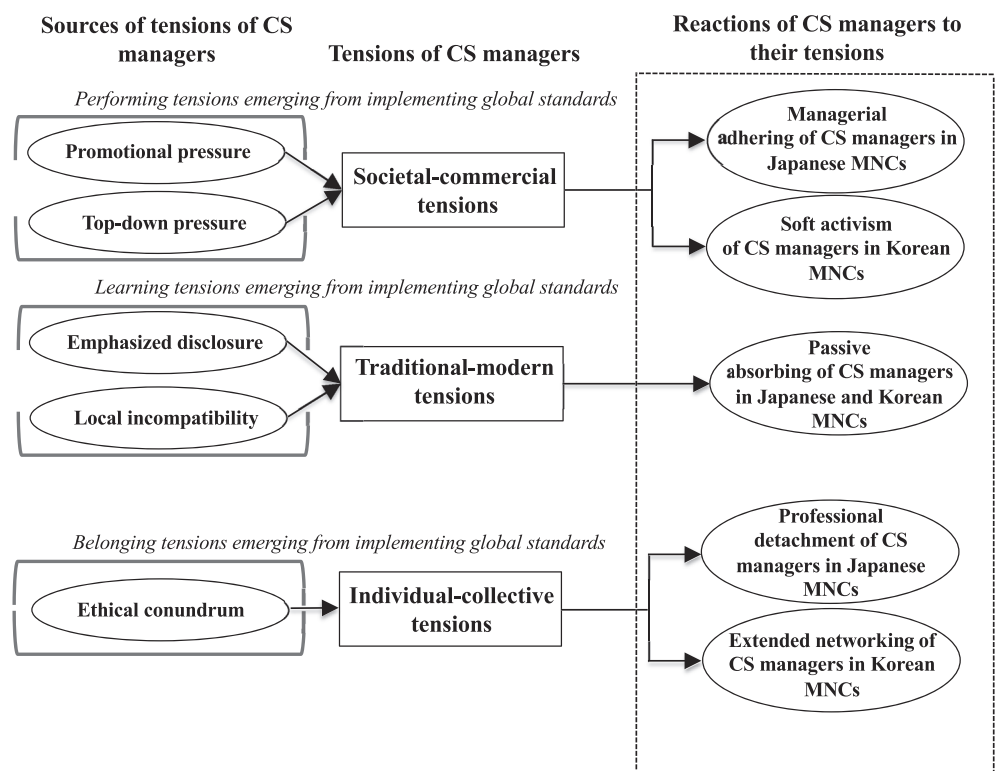 Sources of tensions of CS
managers
Tensions of CS managers
Reactions of CS managers to
their tensions
Performing tensions emerging from implementing global standards
Promotional pressure
Top-down pressure
Societal-commercial
tensions
Managerial
adhering of CS managers in
Japanese MNCs
Soft activism
of CS managers in Korean
MNCs
Learning tensions emerging from implementing global standards
Emphasized disclosure
Local incompatibility
Traditional-modern
tensions
Passive
absorbing of CS managers
in Japanese and Korean
MNCs
Belonging tensions emerging from implementing global standards
Ethical conundrum
Individual-collective
tensions
Professional
detachment of CS
managers in Japanese
MNCs
Extended networking of
CS managers in Korean
MNCs